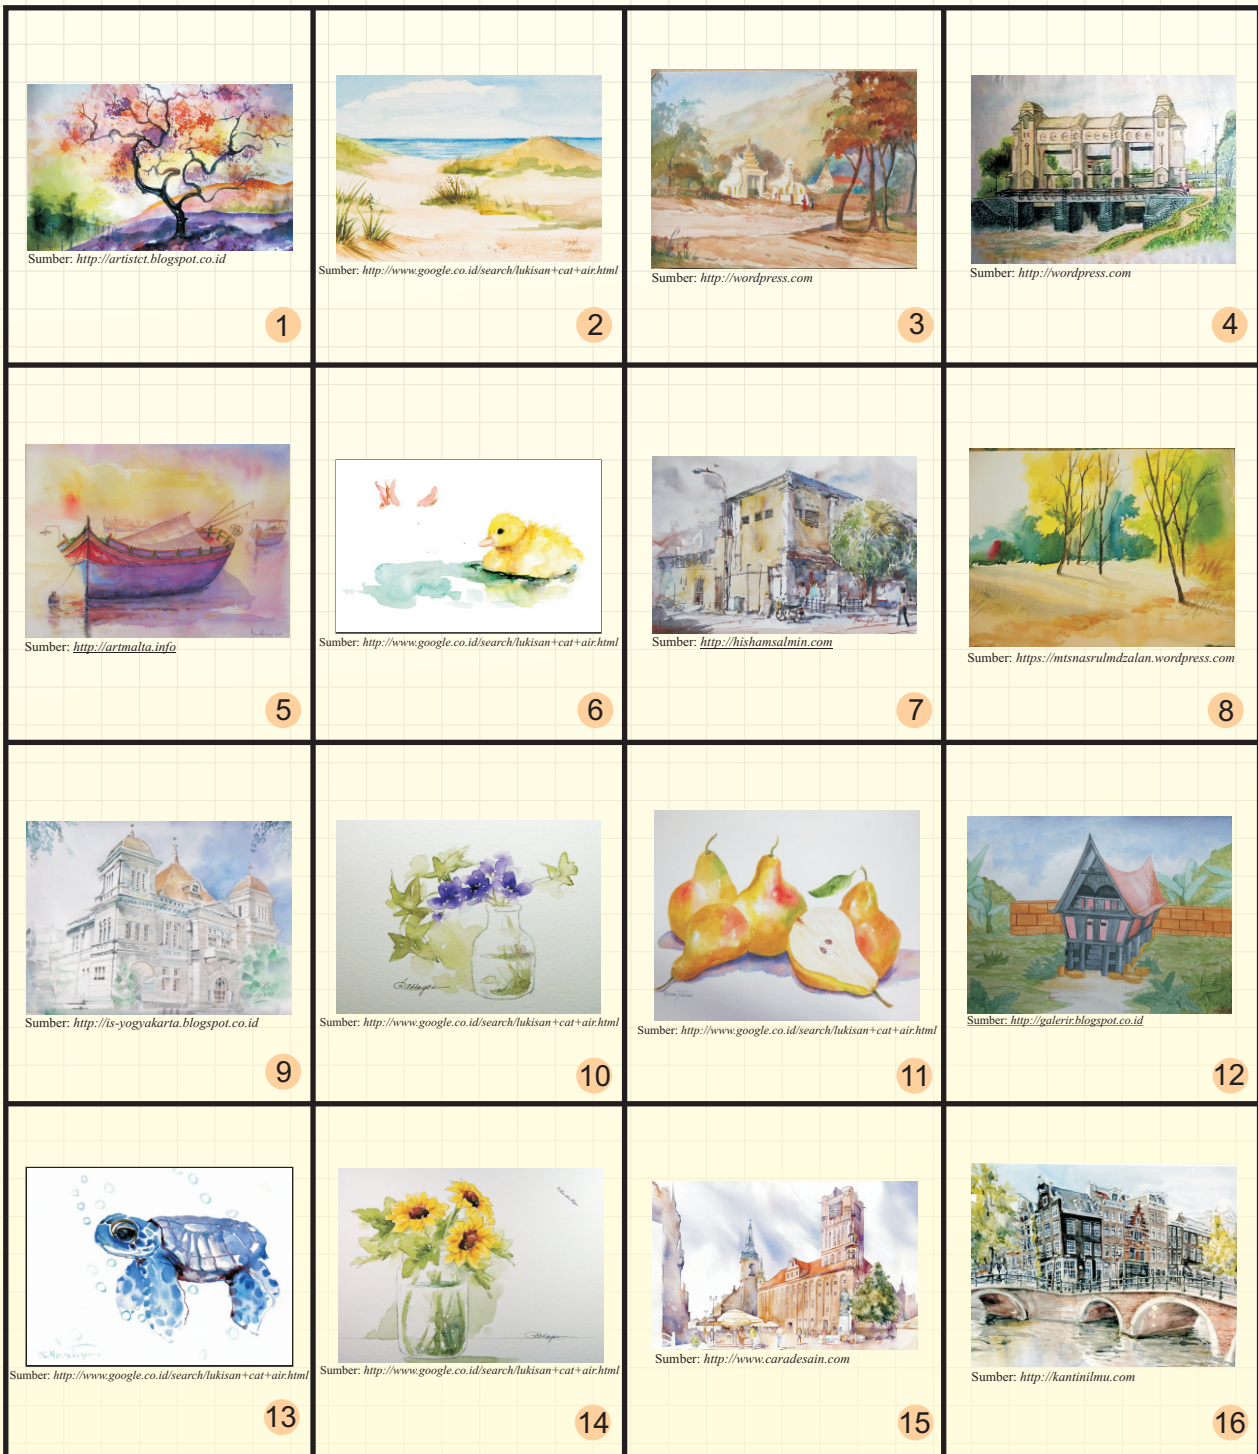 Sumber: http://artistct.blogspot.co.id
1
Sumber: http://www.google.co.id/search/lukisan+cat+air.html
2
Sumber: http://wordpress.com
3
Sumber: http://wordpress.com
4
Sumber: http://artmalta.info
5
Sumber: http://www.google.co.id/search/lukisan+cat+air.html
6
Sumber: http://hishamsalmin.com
7
Sumber: https://mtsnasrulmdzalan.wordpress.com
8
Sumber: http://is-yogyakarta.blogspot.co.id
9
Sumber: http://www.google.co.id/search/lukisan+cat+air.html
10
Sumber: http://www.google.co.id/search/lukisan+cat+air.html
11
Sumber: http://galerir.blogspot.co.id
12
Sumber: http://www.google.co.id/search/lukisan+cat+air.html
13
Sumber: http://www.google.co.id/search/lukisan+cat+air.html
14
Sumber: http://www.caradesain.com
15
Sumber: http://kantinilmu.com
16